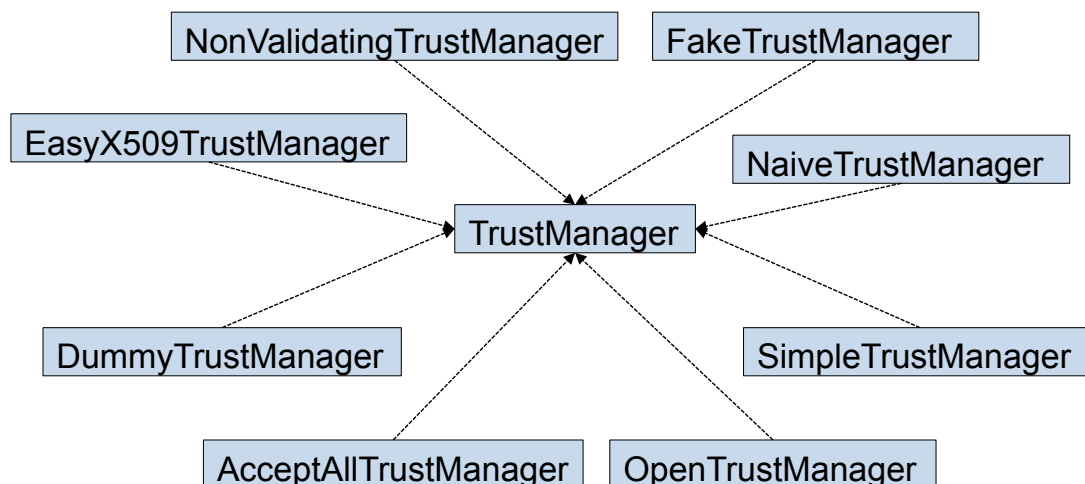 NonValidatingTrustManager
FakeTrustManager
EasyX509TrustManager
NaiveTrustManager
TrustManager
DummyTrustManager
SimpleTrustManager
AcceptAllTrustManager
OpenTrustManager